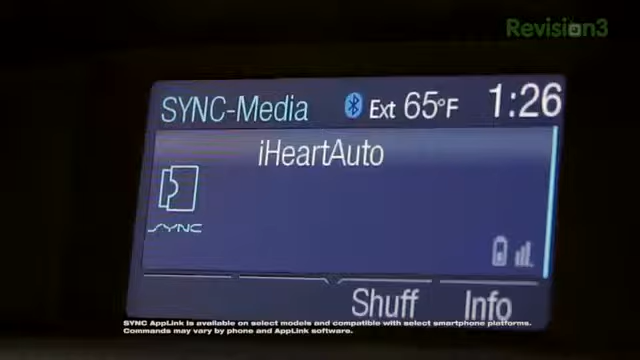 Revision3
SYNC-Media Ext 65°F 1:26
iHeartAuto
SYNC
Shuff Info
SYNC AppLink is available on select models and compatible with select smartphone platforms.
Commands may vary by phone and AppLink software.